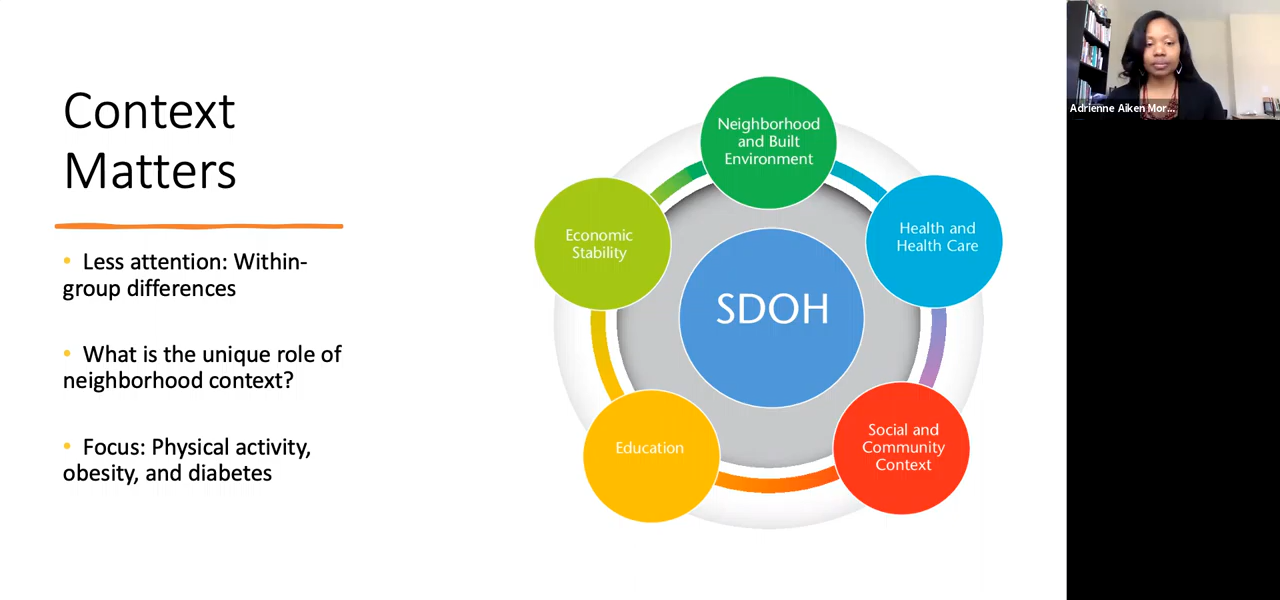 Context
Matters
• Less attention: Within-
group differences
• What is the unique role of
neighborhood context?
• Focus: Physical activity,
obesity, and diabetes
Neighborhood
and Built
Environment
Economic
Stability
Health and
Health Care
SDOH
Education
Social and
Community
Context
Adrienne Aiken Mor...